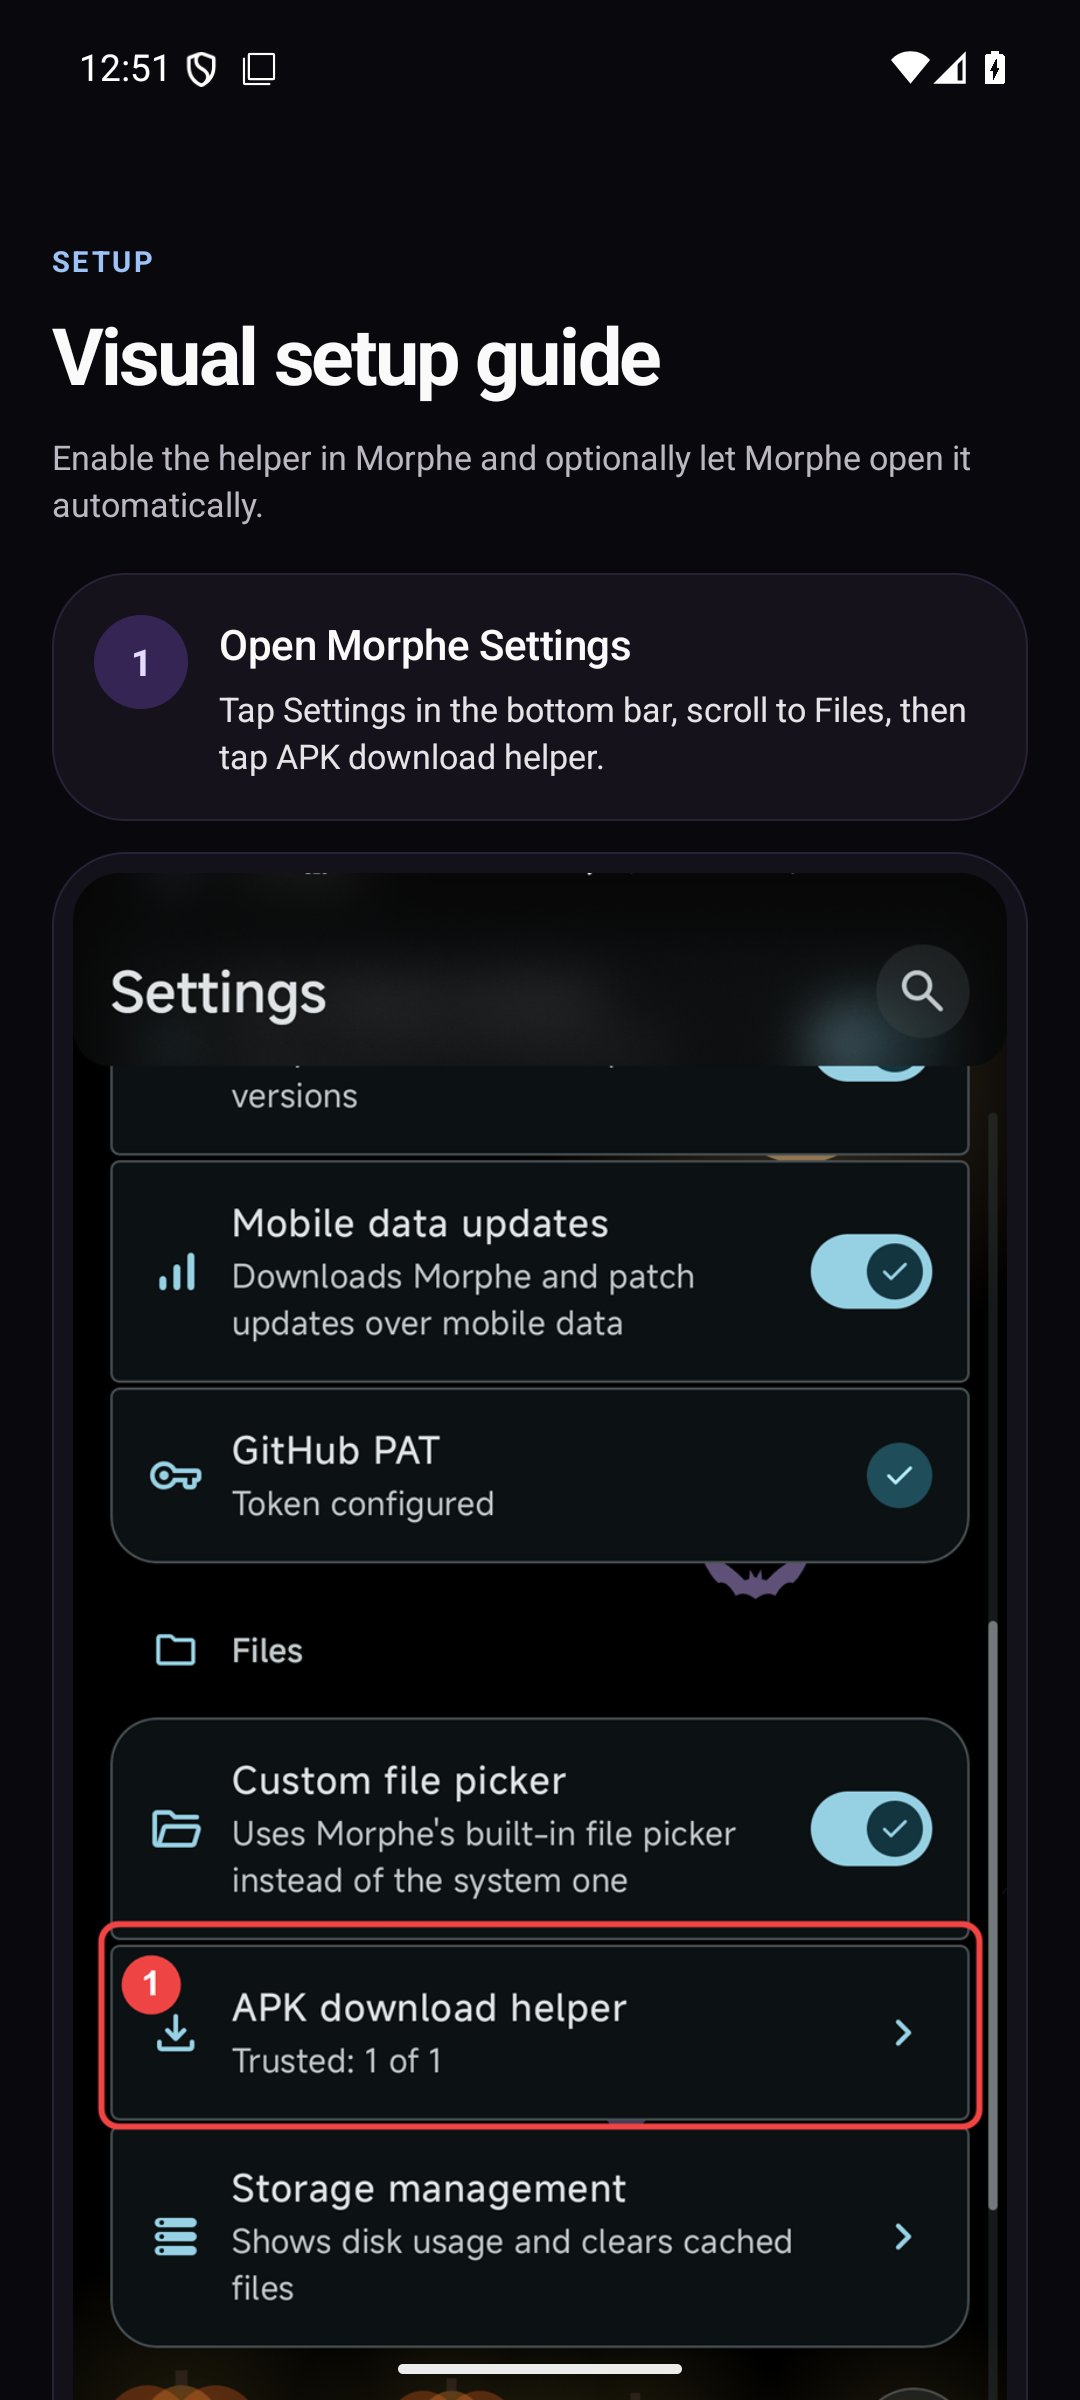 12:51
SETUP
Visual setup guide
Enable the helper in Morphe and optionally let Morphe open it
automatically.
1
Open Morphe Settings
Tap Settings in the bottom bar, scroll to Files, then
tap APK download helper.
Settings
versions
Mobile data updates
Downloads Morphe and patch
updates over mobile data
GitHub PAT
Token configured
Files
Custom file picker
Uses Morphe's built-in file picker
instead of the system one
1
APK download helper
Trusted: 1 of 1
Storage management
Shows disk usage and clears cached
files